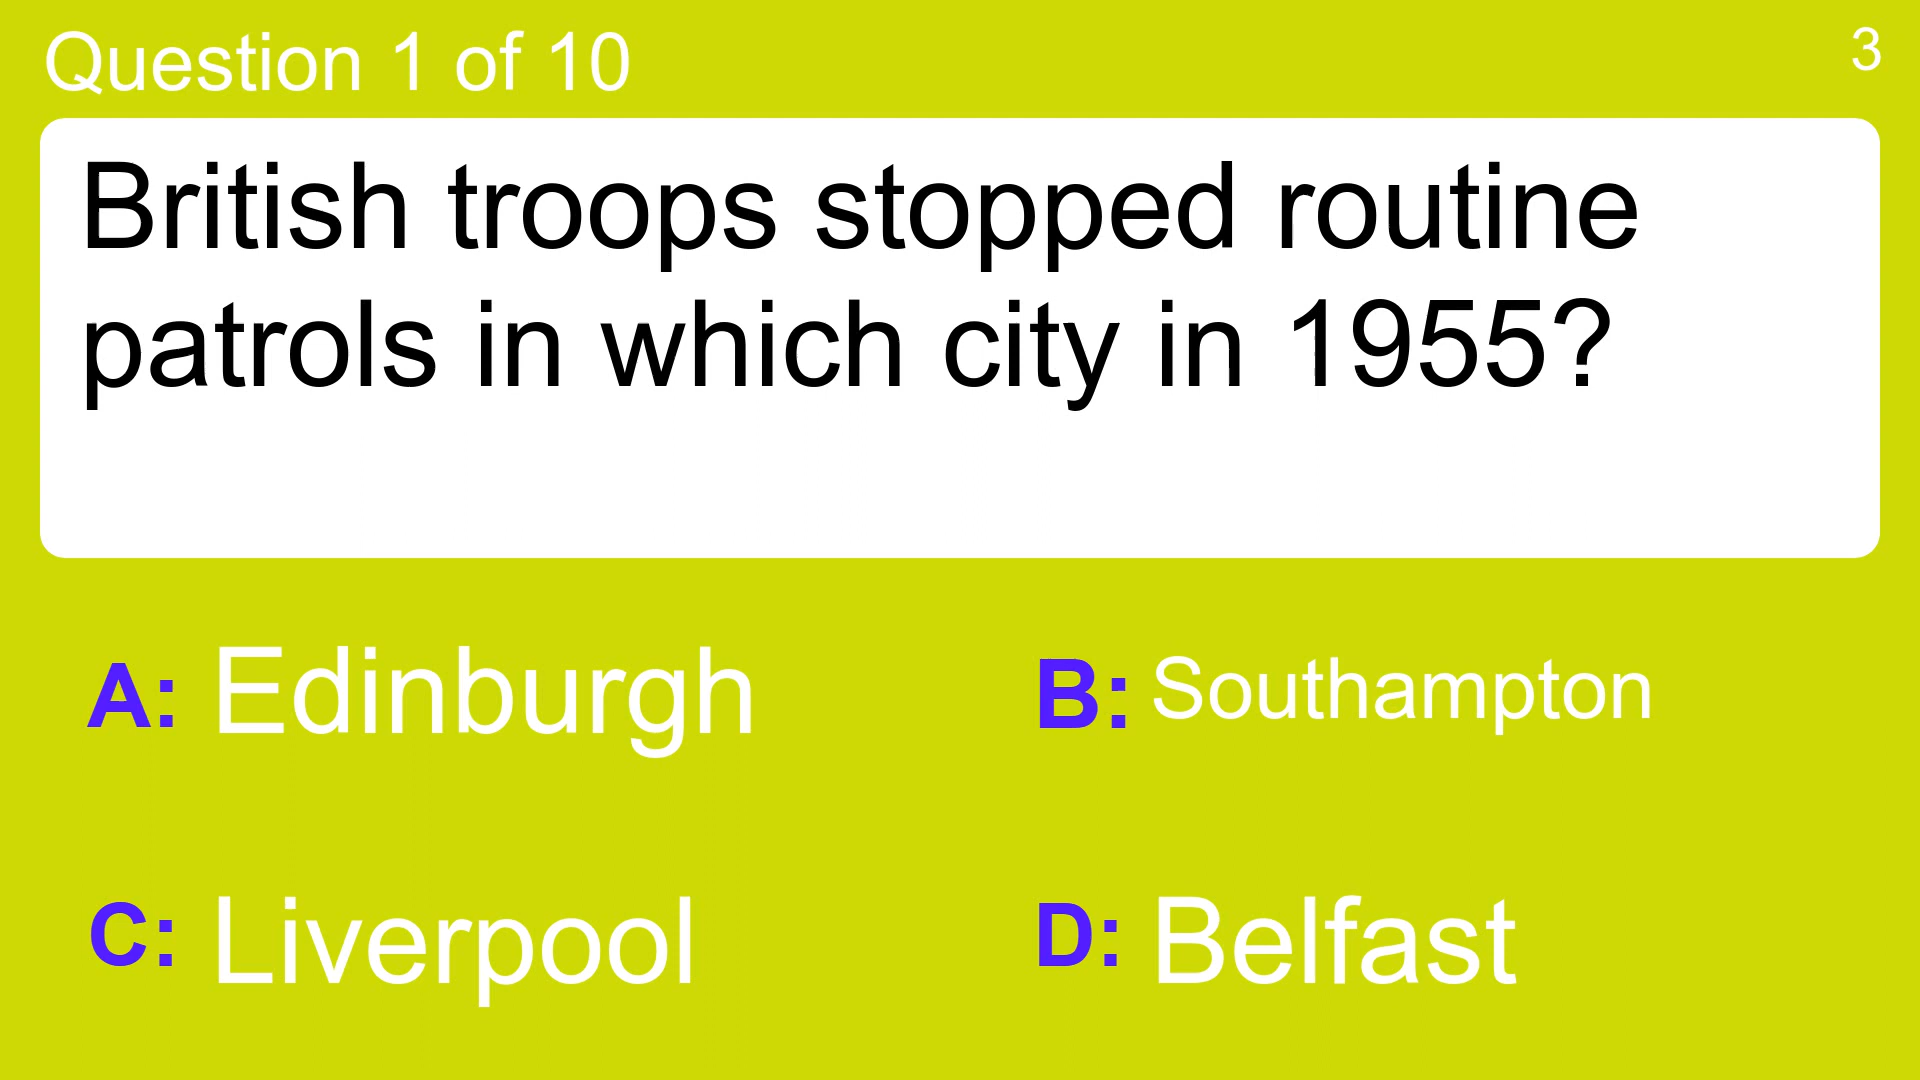 Question 1 of 10
3
British troops stopped routine
patrols in which city in 1955?
A: Edinburgh
B: Southampton
C: Liverpool
D: Belfast